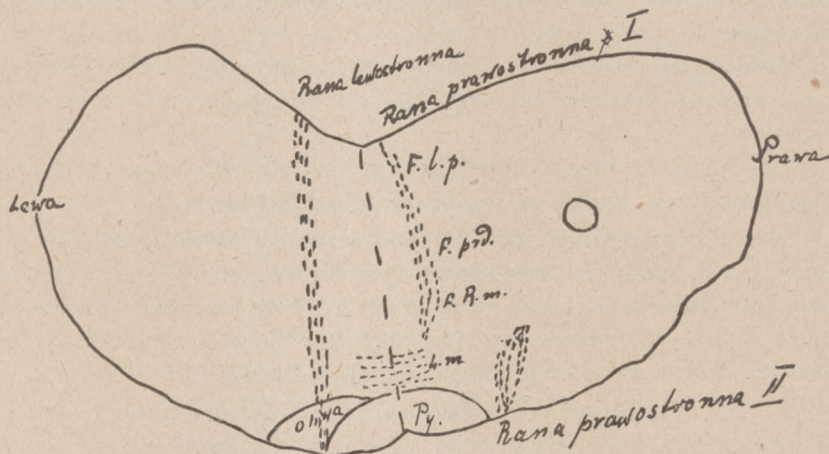 Rana lewostronna
Rana prawostronna I
Lewa
Prawa
F. l. p.
F. prd.
F. R. m.
L. m
Oliwa
Py.
Rana prawostronna II